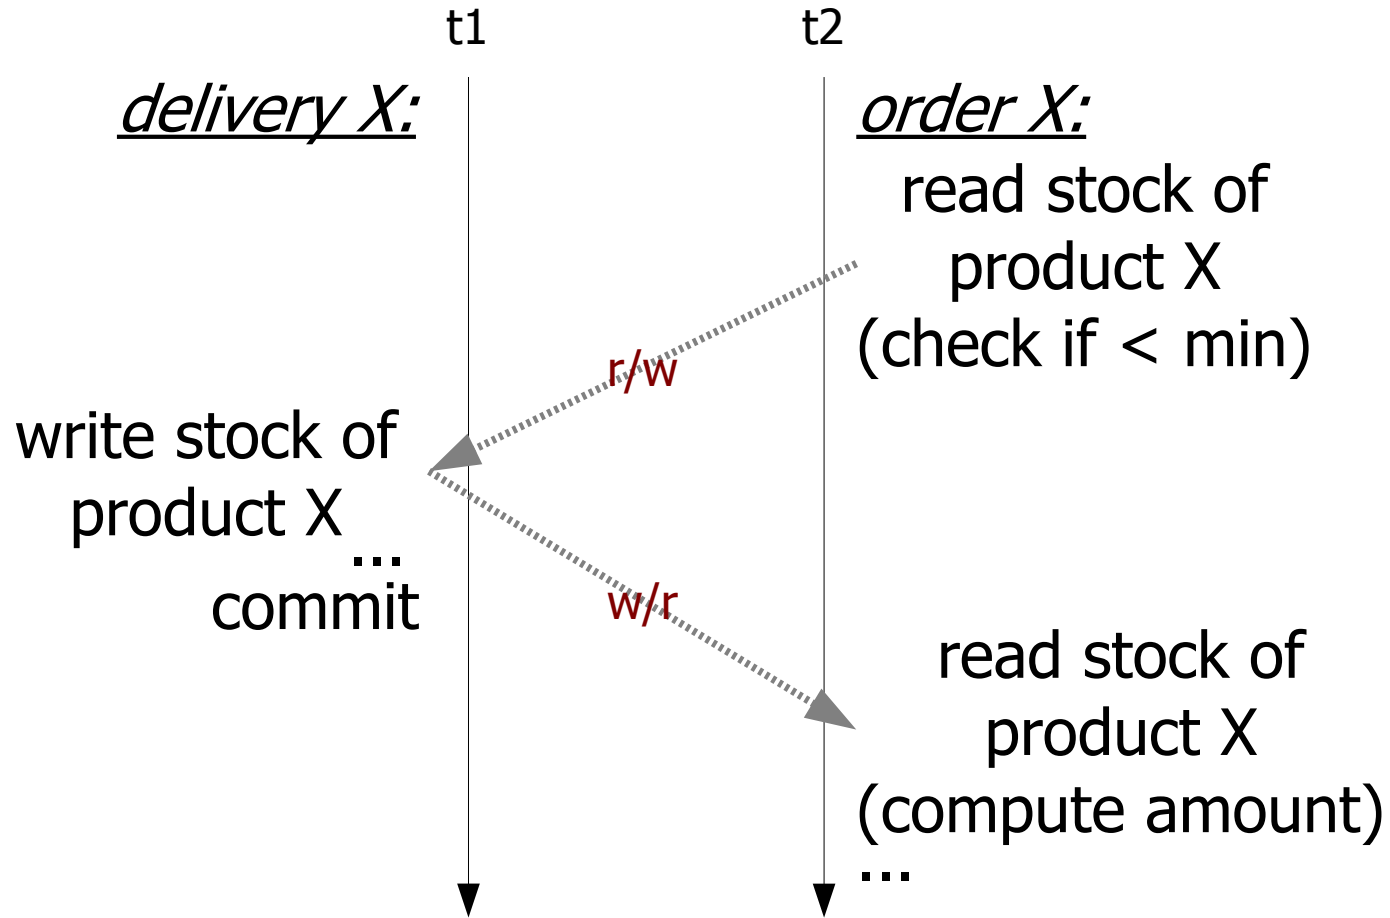 t1
t2
delivery X:
order X:
read stock of
product X
(check if < min)
r/w
write stock of
product X
...
commit
w/r
read stock of
product X
(compute amount)
...